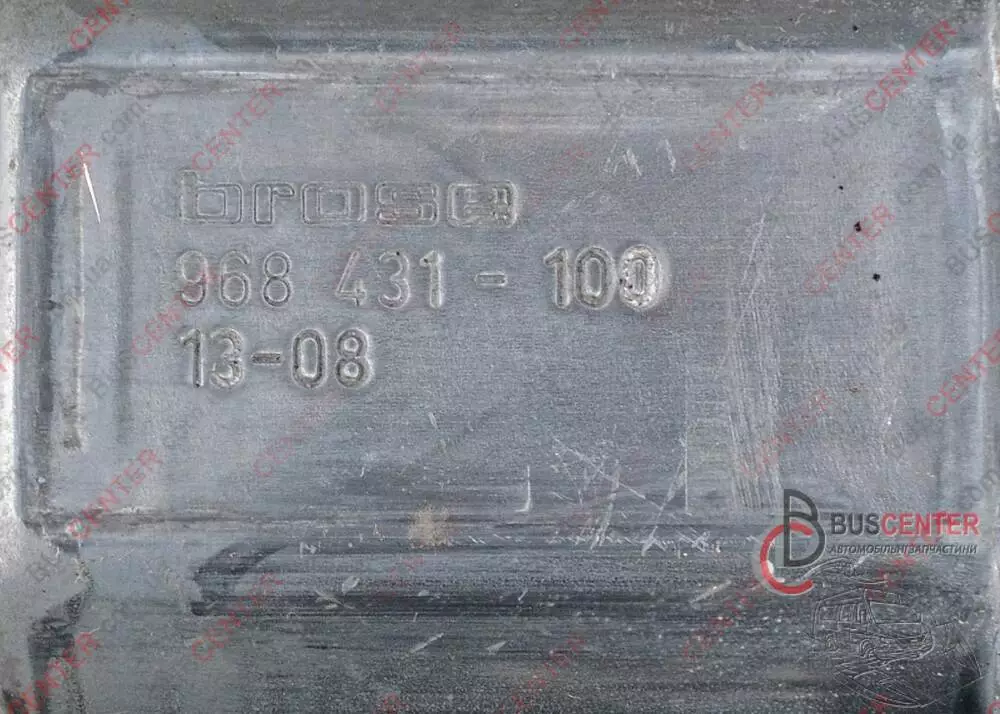 brose
968 431 - 100
13-08
BUSCENTER
АВТОМОБІЛЬНІ ЗАПЧАСТИНИ